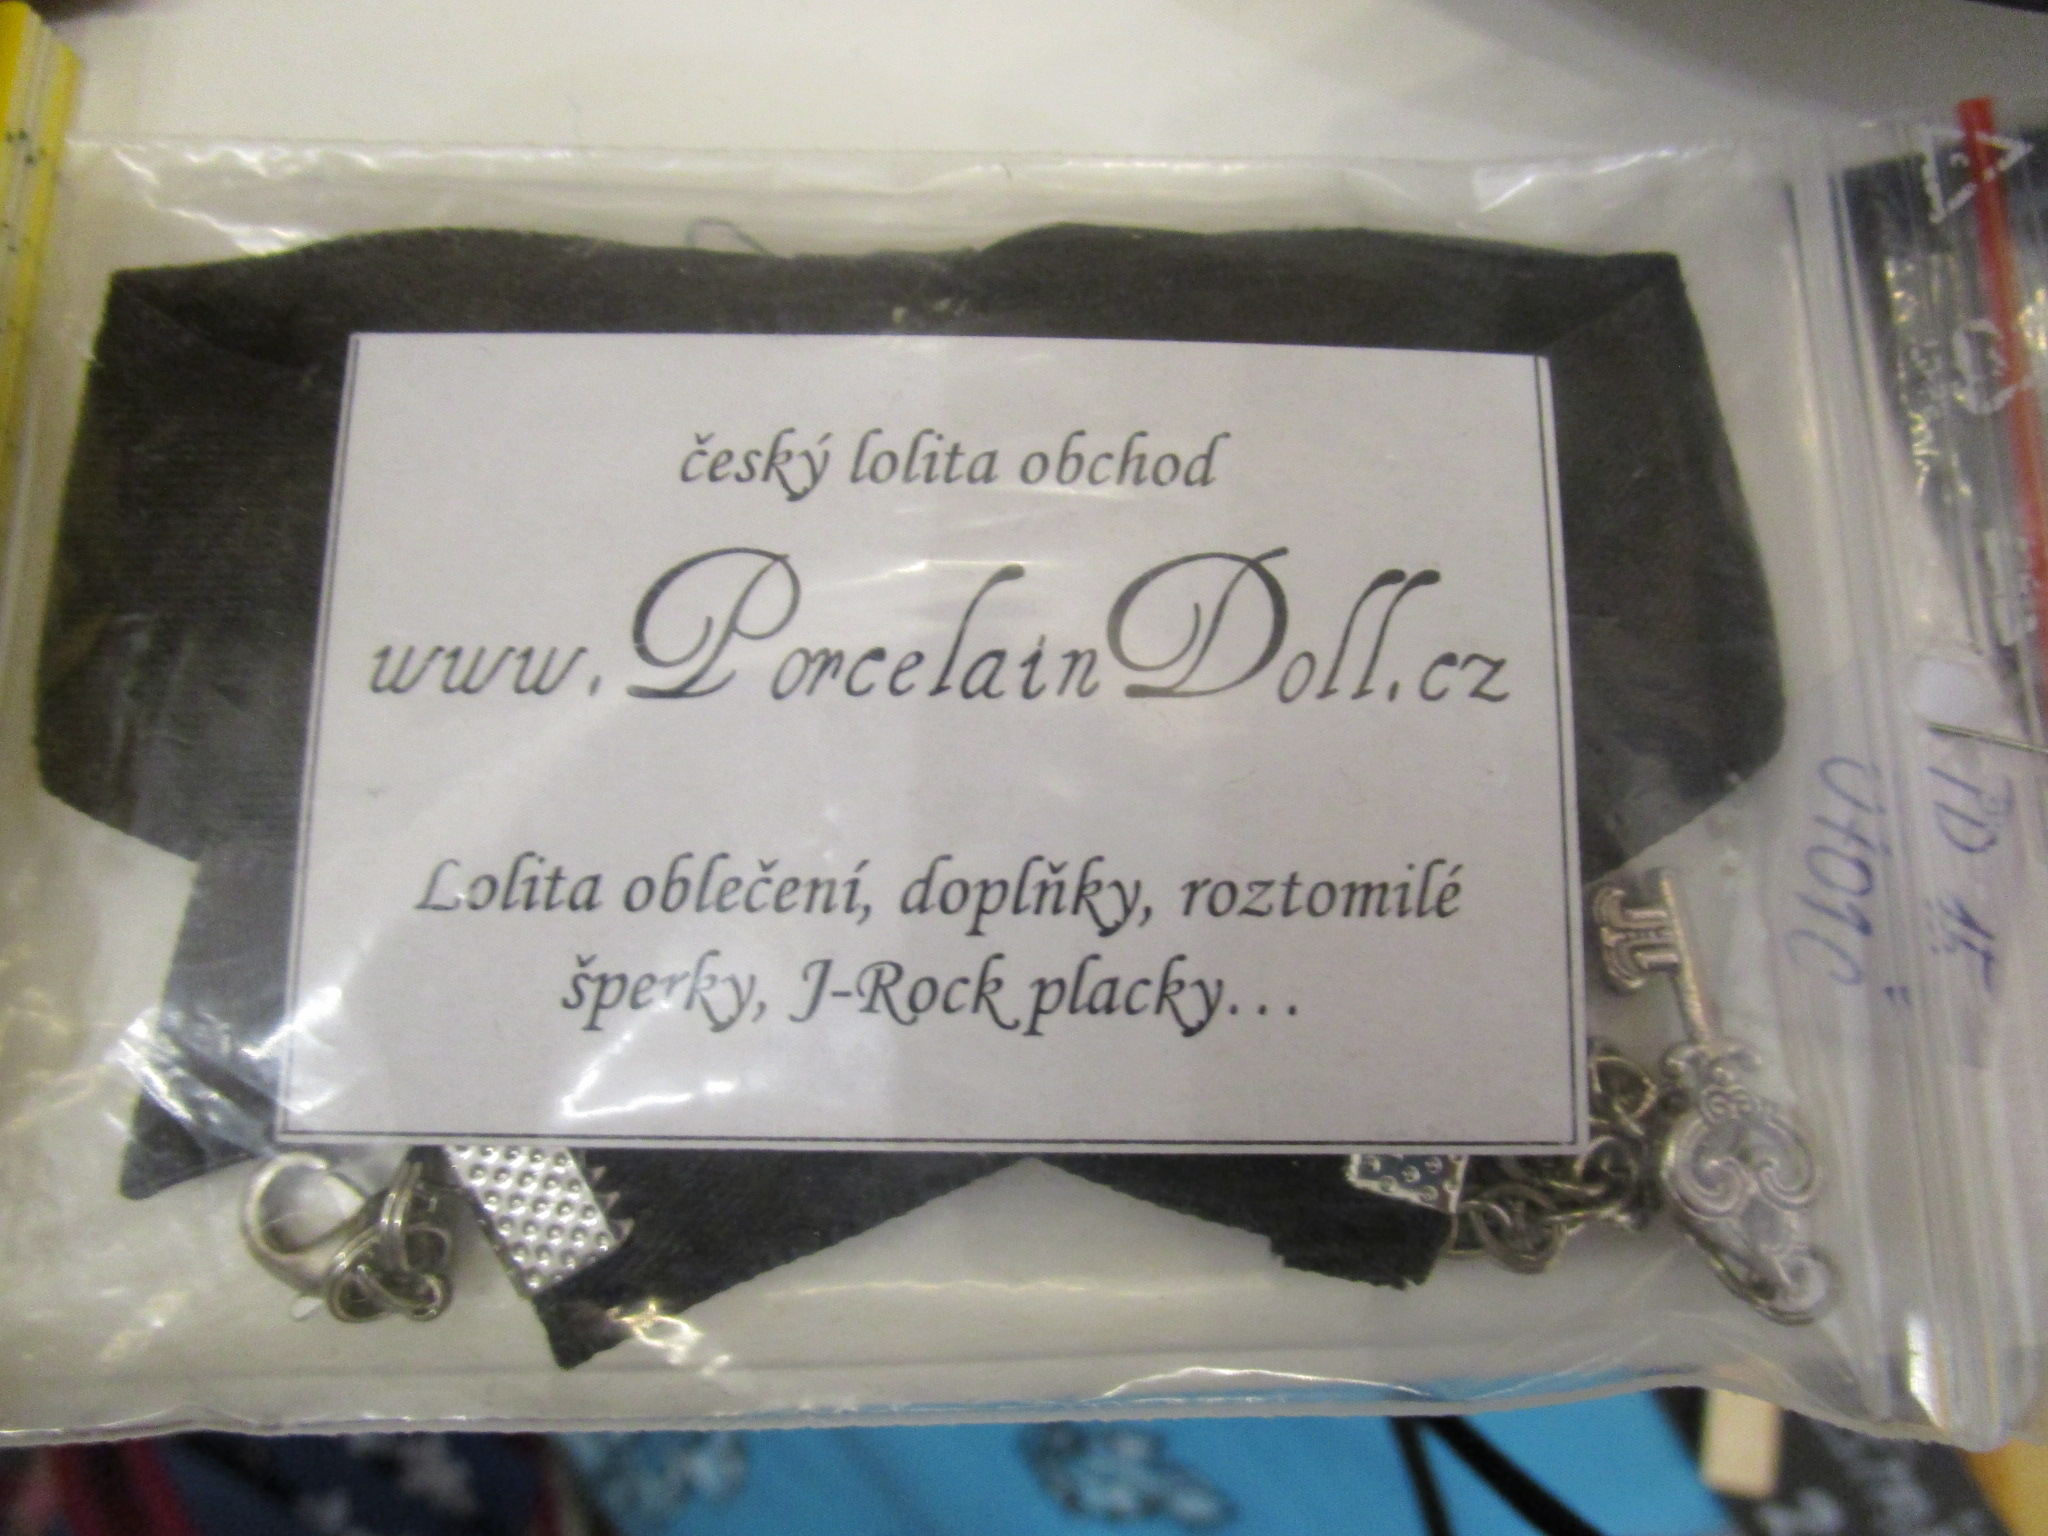 český lolita obchod
www.PorcelainDoll.cz
Lolita oblečení, doplňky, roztomilé
šperky, J-Rock placky...